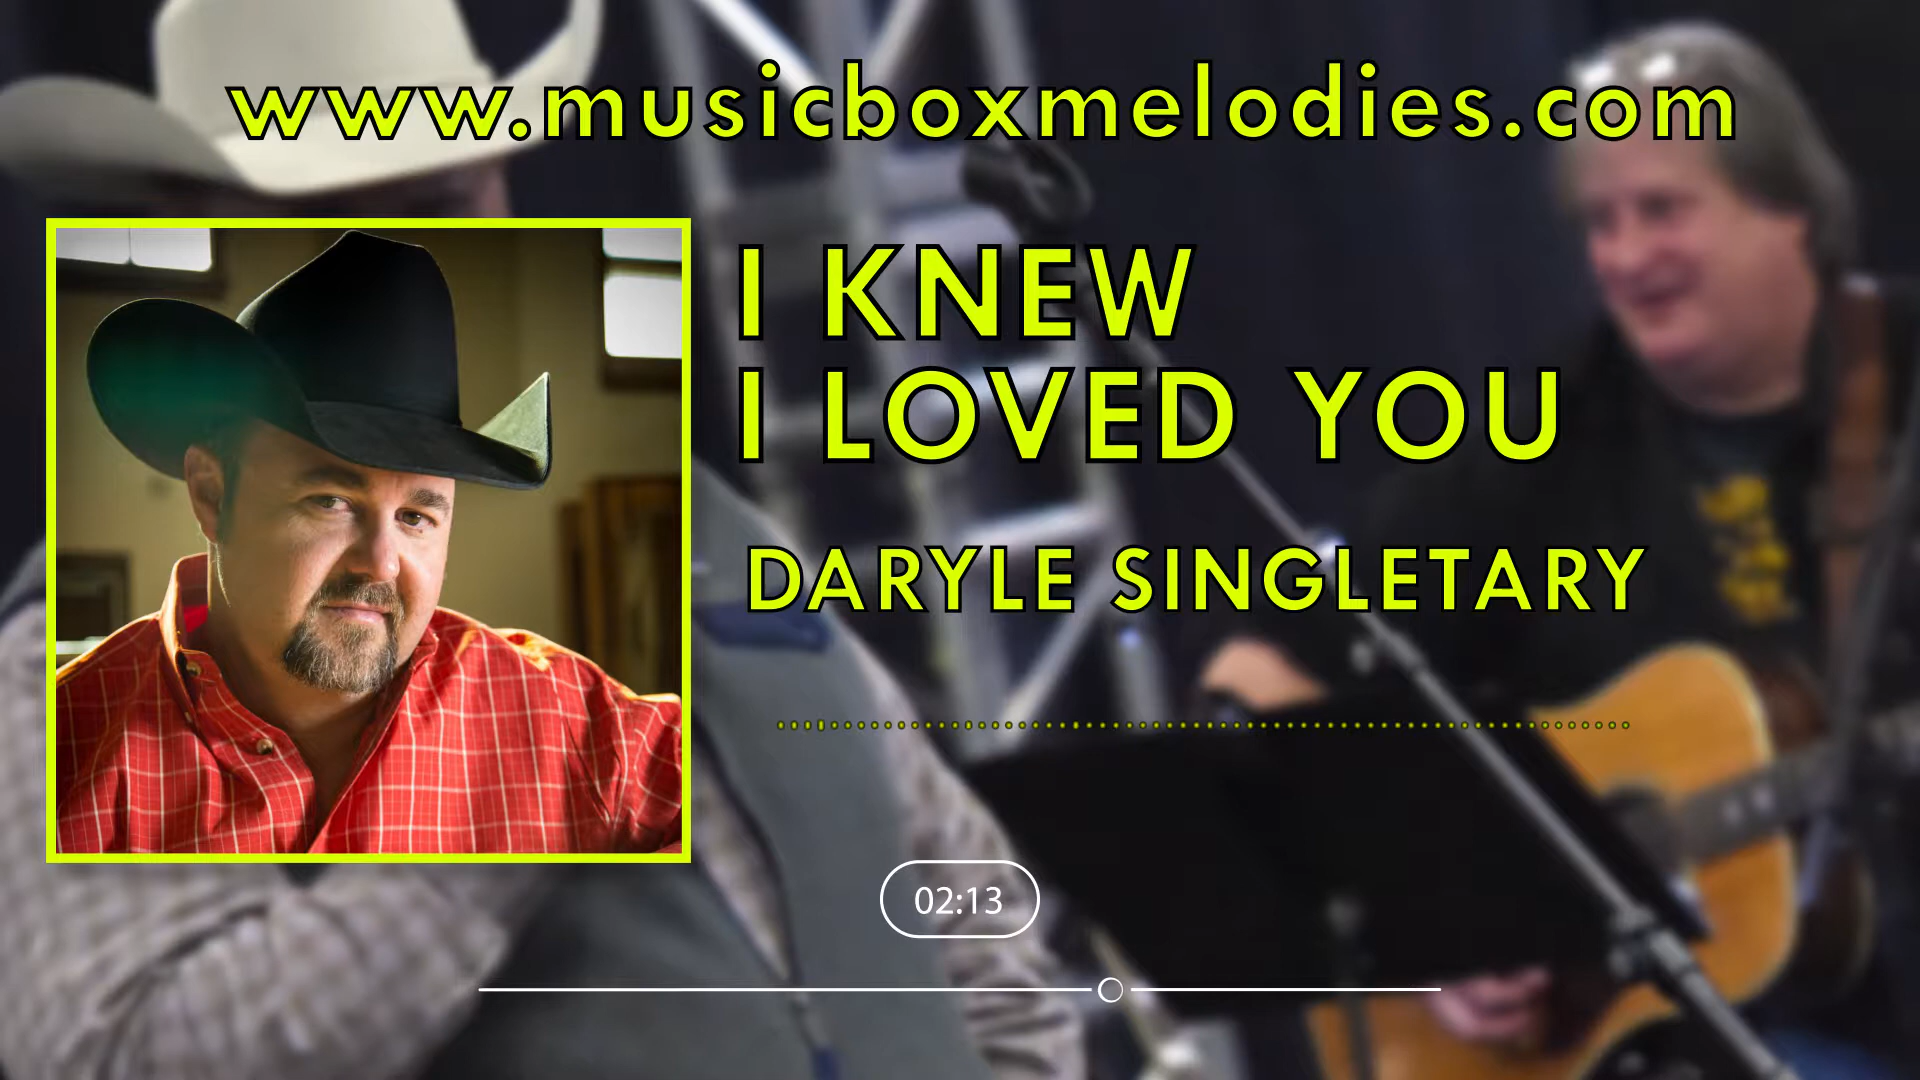 www.musicboxmelodies.com
I KNEW
I LOVED YOU
DARYLE SINGLETARY
02:13